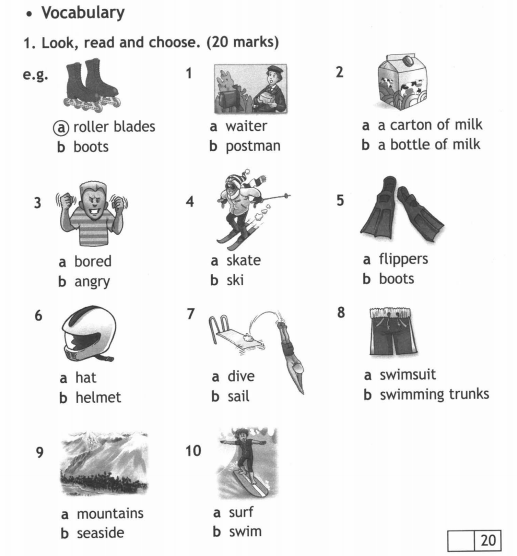 • Vocabulary
1. Look, read and choose. (20 marks)
e.g.
a roller blades
b boots
1
a waiter
b postman
2
a a carton of milk
b a bottle of milk
3
a bored
b angry
4
a skate
b ski
5
a flippers
b boots
6
a hat
b helmet
7
a dive
b sail
8
a swimsuit
b swimming trunks
9
a mountains
b seaside
10
a surf
b swim
20